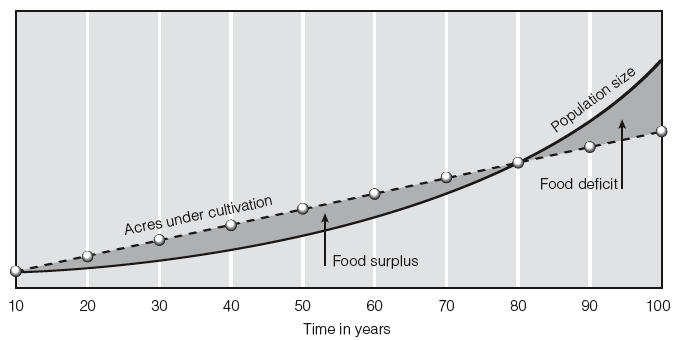 Population size
Acres under cultivation
Food deficit
Food surplus
10 20 30 40 50 60 70 80 90 100
Time in years